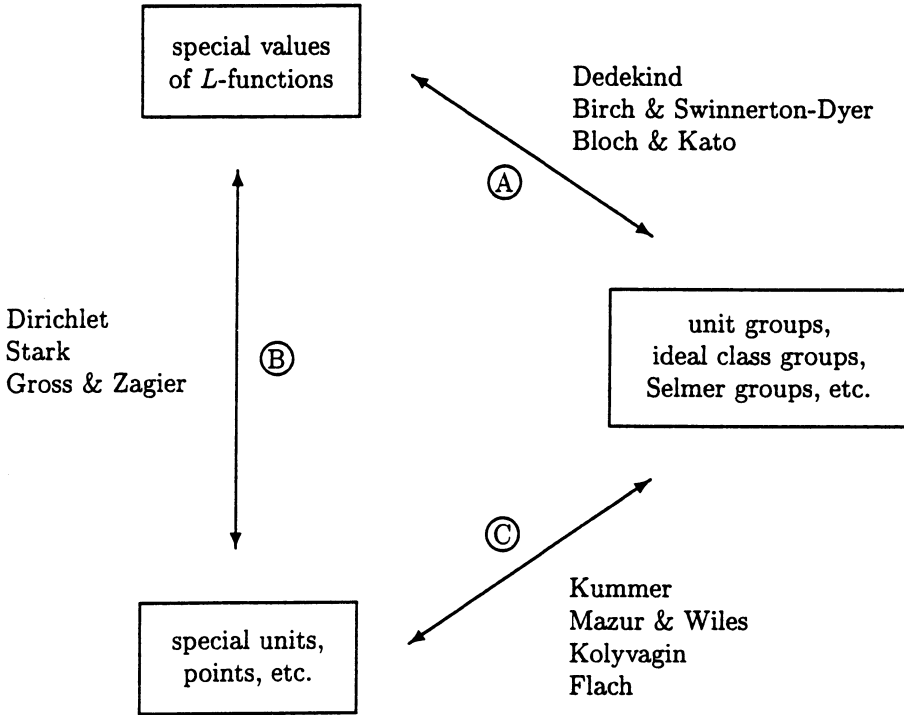 special values
of L-functions
Dedekind
Birch & Swinnerton-Dyer
Bloch & Kato
A
Dirichlet
Stark
Gross & Zagier
B
unit groups,
ideal class groups,
Selmer groups, etc.
C
Kummer
Mazur & Wiles
Kolyvagin
Flach
special units,
points, etc.